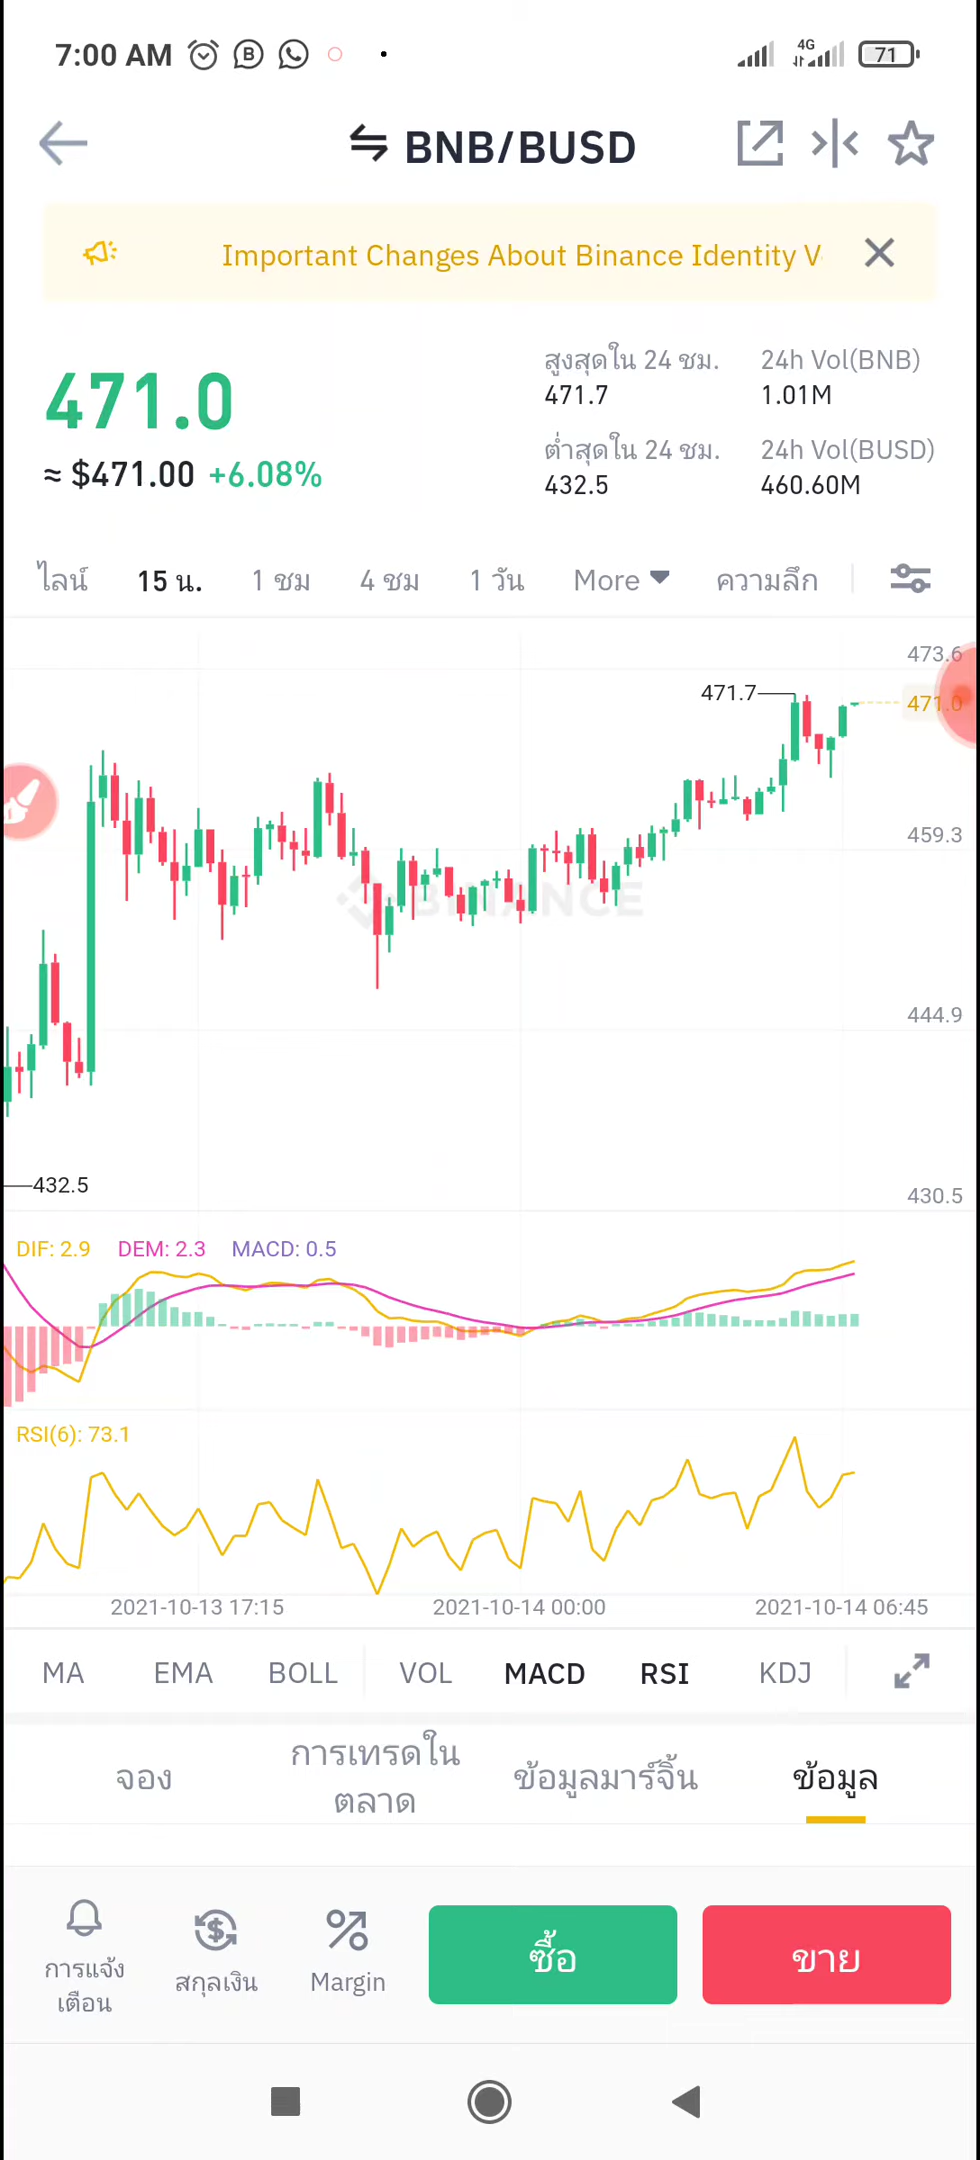 7:00 AM B 4G 71
BNB/BUSD
Important Changes About Binance Identity V
471.0
≈ $471.00 +6.08%
สูงสุดใน 24 ชม. 24h Vol(BNB)
471.7 1.01M
ต่ำสุดใน 24 ชม. 24h Vol(BUSD)
432.5 460.60M
ไลน์ 15 น. 1 ชม 4 ชม 1 วัน More ความลึก
473.6
471.7
471.0
459.3
BINANCE
444.9
432.5
430.5
DIF: 2.9 DEM: 2.3 MACD: 0.5
RSI(6): 73.1
2021-10-13 17:15 2021-10-14 00:00 2021-10-14 06:45
MA EMA BOLL VOL MACD RSI KDJ
จอง การเทรดใน
ตลาด ข้อมูลมาร์จิ้น ข้อมูล
การแจ้ง
เตือน สกุลเงิน Margin ซื้อ ขาย